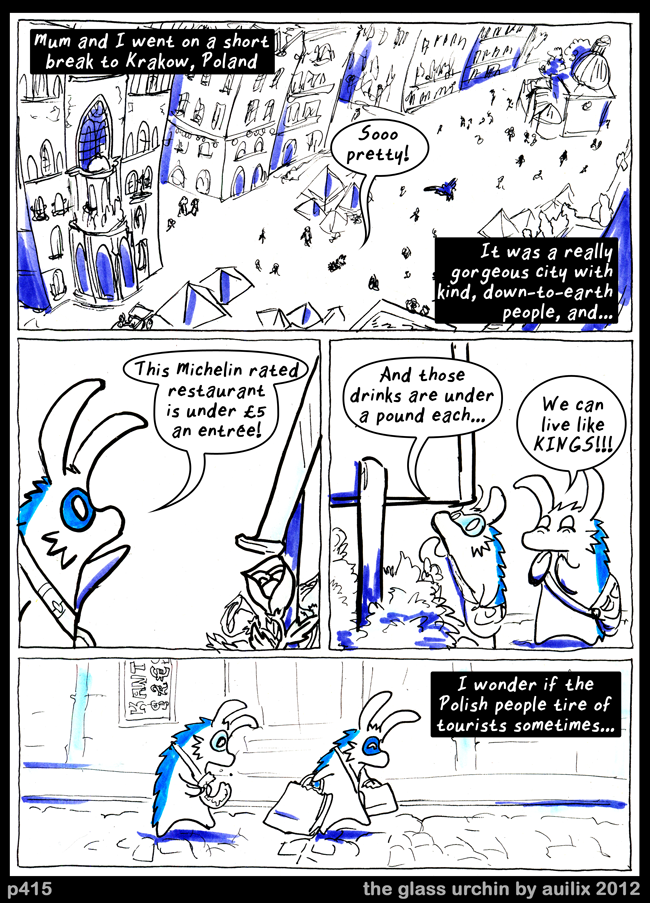 Mum and I went on a short
break to Krakow, Poland
Sooo
pretty!
It was a really
gorgeous city with
kind, down-to-earth
people, and...
This Michelin rated
restaurant
is under £5
an entrée!
And those
drinks are under
a pound each...
We can
live like
KINGS!!!
KANT
I wonder if the
Polish people tire of
tourists sometimes...
p415
the glass urchin by auilix 2012